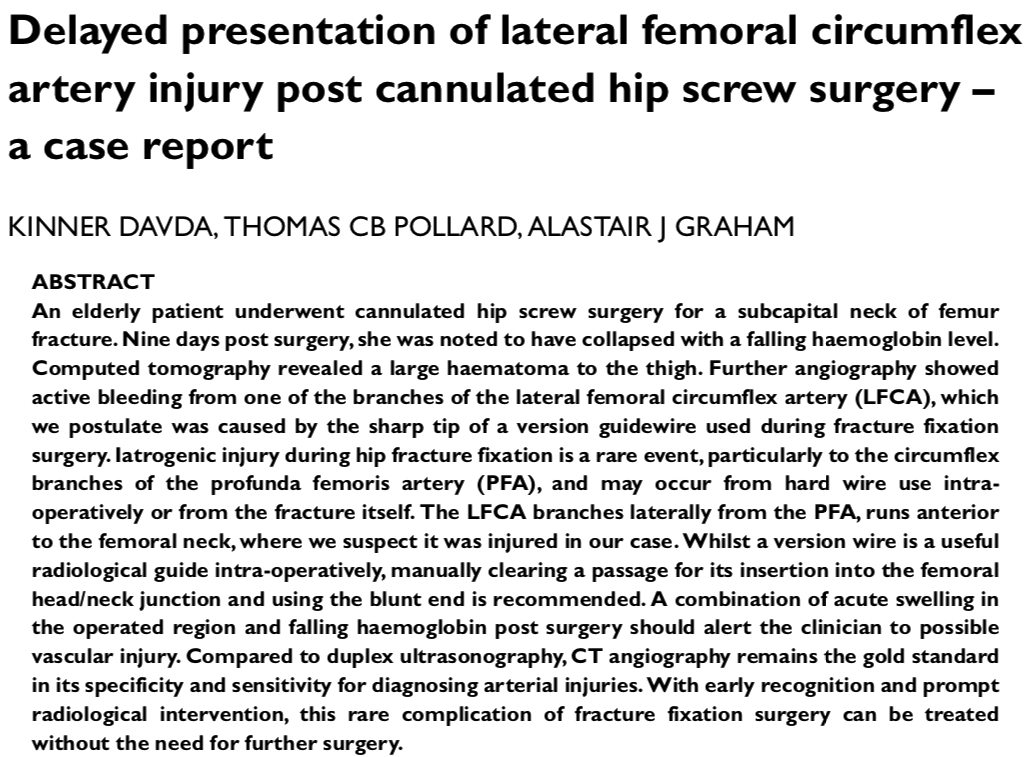 Delayed presentation of lateral femoral circumflex
artery injury post cannulated hip screw surgery –
a case report
KINNER DAVDA, THOMAS CB POLLARD, ALASTAIR J GRAHAM
ABSTRACT
An elderly patient underwent cannulated hip screw surgery for a subcapital neck of femur
fracture. Nine days post surgery, she was noted to have collapsed with a falling haemoglobin level.
Computed tomography revealed a large haematoma to the thigh. Further angiography showed
active bleeding from one of the branches of the lateral femoral circumflex artery (LFCA), which
we postulate was caused by the sharp tip of a version guidewire used during fracture fixation
surgery. Iatrogenic injury during hip fracture fixation is a rare event, particularly to the circumflex
branches of the profunda femoris artery (PFA), and may occur from hard wire use intra-
operatively or from the fracture itself. The LFCA branches laterally from the PFA, runs anterior
to the femoral neck, where we suspect it was injured in our case. Whilst a version wire is a useful
radiological guide intra-operatively, manually clearing a passage for its insertion into the femoral
head/neck junction and using the blunt end is recommended. A combination of acute swelling in
the operated region and falling haemoglobin post surgery should alert the clinician to possible
vascular injury. Compared to duplex ultrasonography, CT angiography remains the gold standard
in its specificity and sensitivity for diagnosing arterial injuries. With early recognition and prompt
radiological intervention, this rare complication of fracture fixation surgery can be treated
without the need for further surgery.